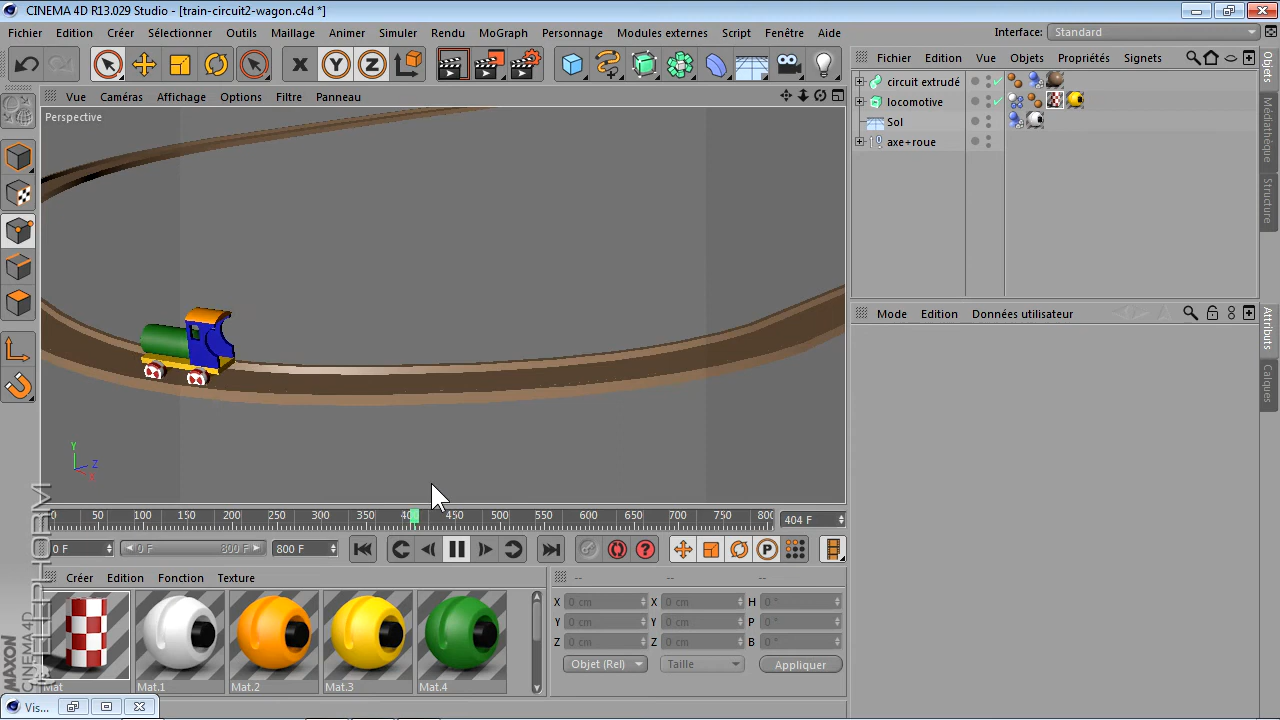 CINEMA 4D R13.029 Studio - [train-circuit2-wagon.c4d *]
Fichier Edition Créer Sélectionner Outils Maillage Animer Simuler Rendu MoGraph Personnage Modules externes Script Fenêtre Aide Interface: Standard
X Y Z
Vue Caméras Affichage Options Filtre Panneau
Perspective
Fichier Edition Vue Objets Propriétés Signets
circuit extrudé
locomotive
Sol
axe+roue
Objets
Médiathèque
Structure
Mode Edition Données utilisateur
Attributs
Calques
Y
Z
X
0 50 100 150 200 250 300 350 450 500 550 600 650 700 750 404 F
0 F 0 F 800 F 800 F P
Créer Edition Fonction Texture
-- -- --
X 0 cm X 0 cm H 0 °
Y 0 cm Y 0 cm P 0 °
Z 0 cm Z 0 cm B 0 °
Objet (Rel) Taille Appliquer
Mat Mat.1 Mat.2 Mat.3 Mat.4
MAXON
CINEMA4D
Vis...